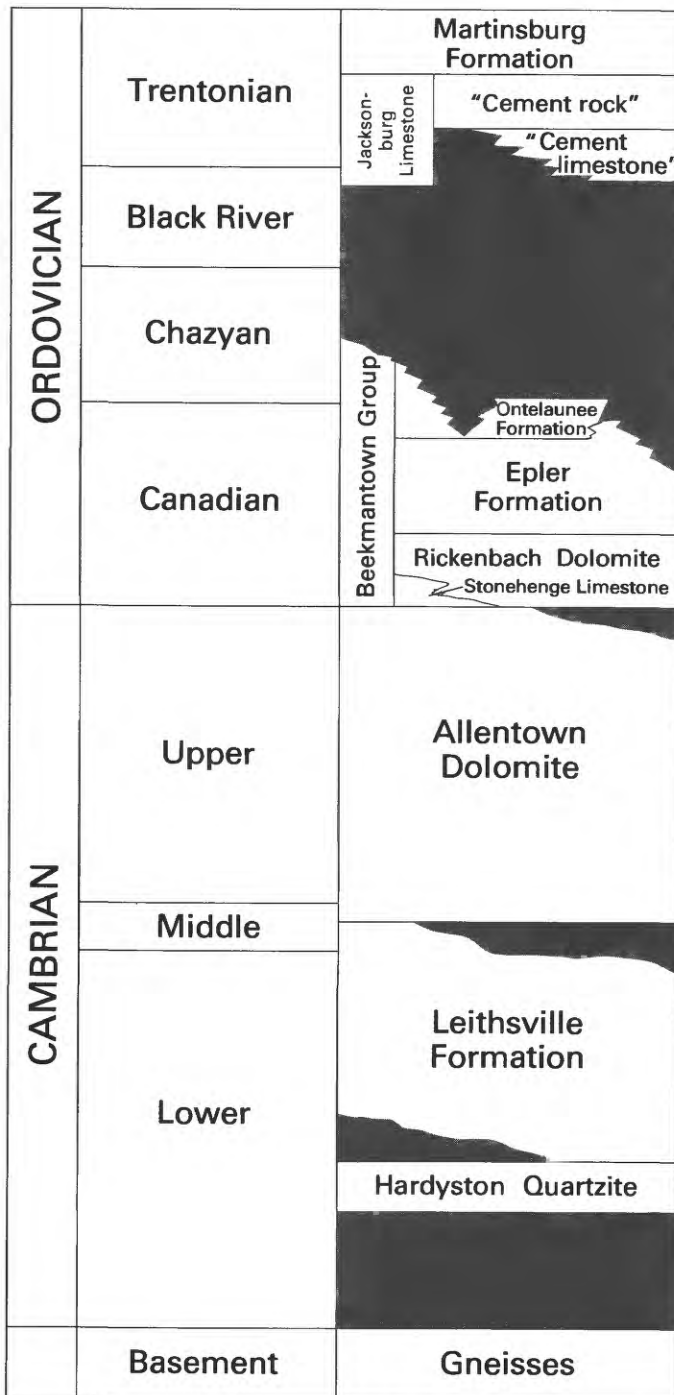 ORDOVICIAN
Trentonian
Black River
Chazyan
Canadian
Martinsburg
Formation
Jackson-
burg
Limestone
"Cement rock"
"Cement
limestone"
Beekmantown Group
Ontelaunee
Formation
Epler
Formation
Rickenbach Dolomite
Stonehenge Limestone
CAMBRIAN
Upper
Middle
Lower
Allentown
Dolomite
Leithsville
Formation
Hardyston Quartzite
Basement
Gneisses